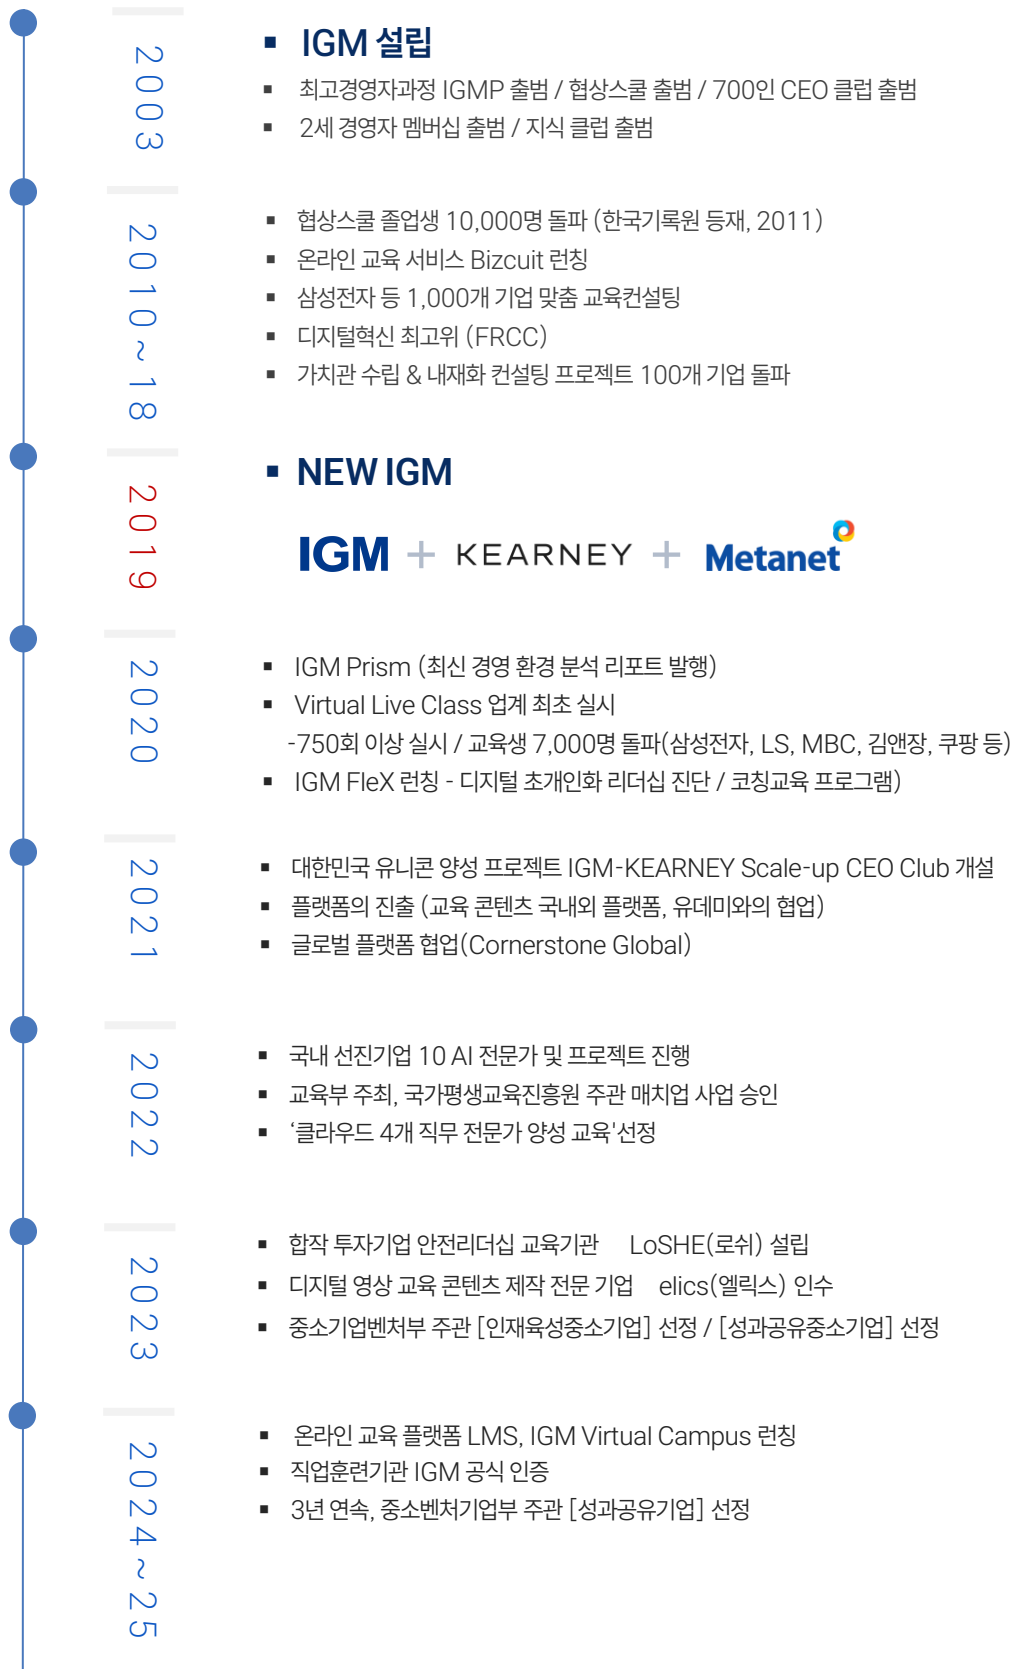 2003
IGM 설립
최고경영자과정 IGMP 출범 / 협상스쿨 출범 / 700인 CEO 클럽 출범
2세 경영자 멤버십 출범 / 지식 클럽 출범
2010~18
협상스쿨 졸업생 10,000명 돌파 (한국기록원 등재, 2011)
온라인 교육 서비스 Bizcuit 런칭
삼성전자 등 1,000개 기업 맞춤 교육컨설팅
디지털혁신 최고위 (FRCC)
가치관 수립 & 내재화 컨설팅 프로젝트 100개 기업 돌파
2019
NEW IGM
IGM + KEARNEY + Metanet
2020
IGM Prism (최신 경영 환경 분석 리포트 발행)
Virtual Live Class 업계 최초 실시
-750회 이상 실시 / 교육생 7,000명 돌파(삼성전자, LS, MBC, 김앤장, 쿠팡 등)
IGM FleX 런칭 - 디지털 초개인화 리더십 진단 / 코칭교육 프로그램)
2021
대한민국 유니콘 양성 프로젝트 IGM-KEARNEY Scale-up CEO Club 개설
플랫폼의 진출 (교육 콘텐츠 국내외 플랫폼, 유데미와의 협업)
글로벌 플랫폼 협업(Cornerstone Global)
2022
국내 선진기업 10 AI 전문가 및 프로젝트 진행
교육부 주최, 국가평생교육진흥원 주관 매치업 사업 승인
‘클라우드 4개 직무 전문가 양성 교육'선정
2023
합작 투자기업 안전리더십 교육기관 LoSHE(로쉬) 설립
디지털 영상 교육 콘텐츠 제작 전문 기업 elics(엘릭스) 인수
중소기업벤처부 주관 [인재육성중소기업] 선정 / [성과공유중소기업] 선정
2024~25
온라인 교육 플랫폼 LMS, IGM Virtual Campus 런칭
직업훈련기관 IGM 공식 인증
3년 연속, 중소벤처기업부 주관 [성과공유기업] 선정